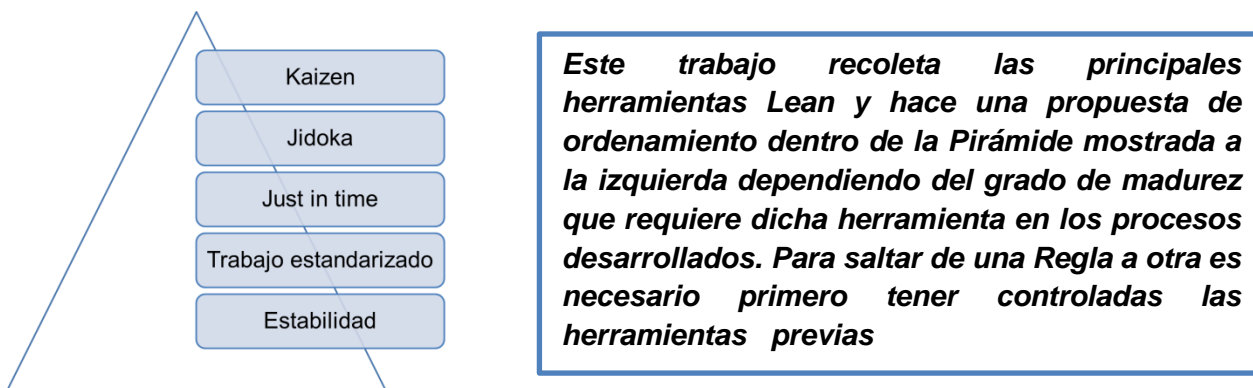 Kaizen
Jidoka
Just in time
Trabajo estandarizado
Estabilidad
Este trabajo recoleta las principales
herramientas Lean y hace una propuesta de
ordenamiento dentro de la Pirámide mostrada a
la izquierda dependiendo del grado de madurez
que requiere dicha herramienta en los procesos
desarrollados. Para saltar de una Regla a otra es
necesario primero tener controladas las
herramientas previas